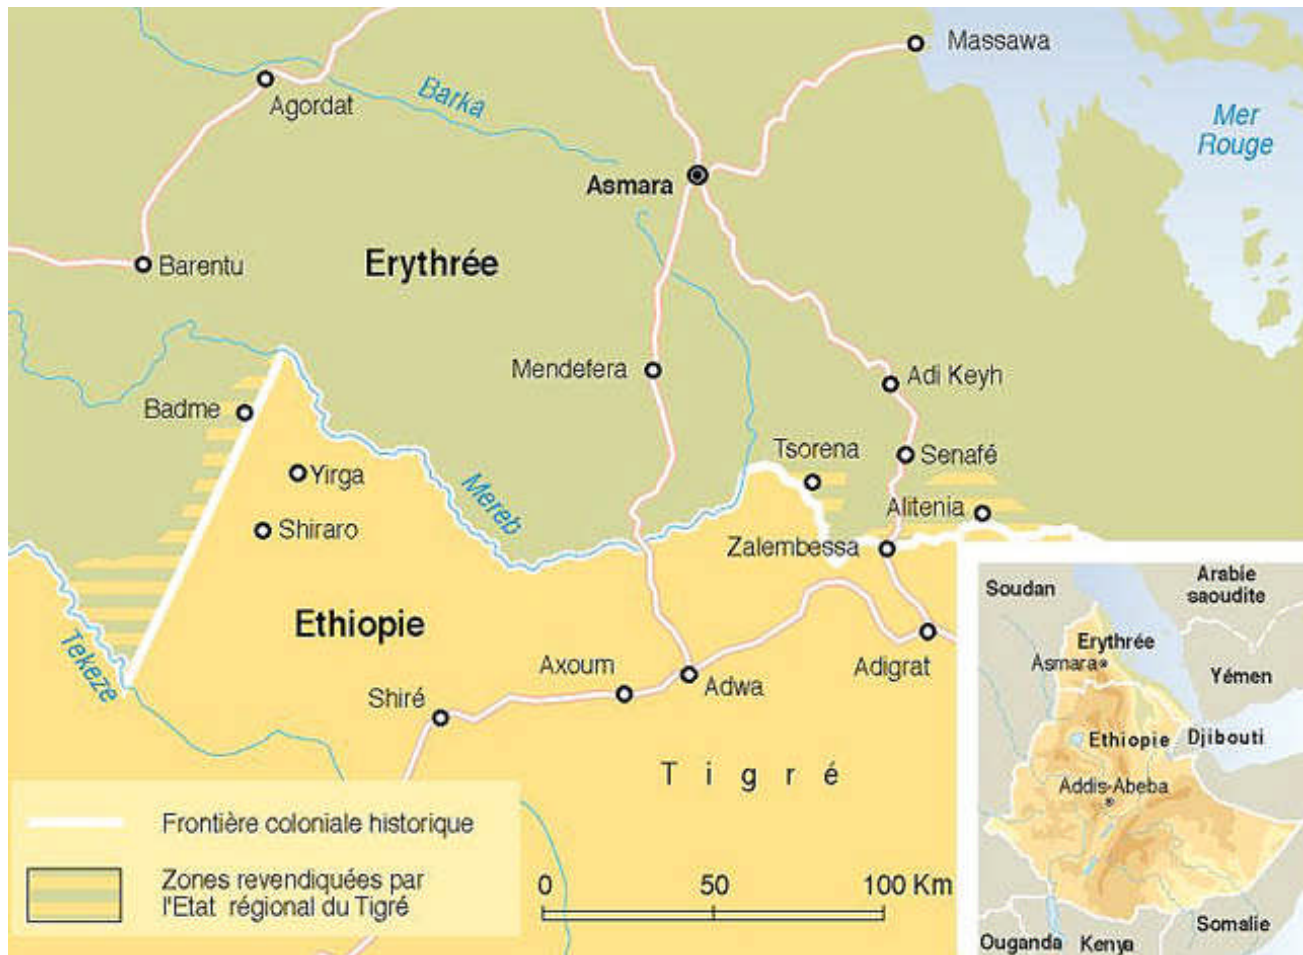 Massawa
Agordat
Barka
Mer
Rouge
Asmara
Barentu
Erythrée
Mendefera
Adi Keyh
Badme
Tsorena
Senafé
Yirga
Mereb
Alitenia
Shiraro
Zalembessa
Ethiopie
Tekeze
Axoum
Adwa
Adigrat
Shiré
Tigré
Frontière coloniale historique
Zones revendiquées par
l'Etat régional du Tigré
0 50 100 Km
Soudan
Arabie
saoudite
Erythrée
Asmara
Yémen
Ethiopie
Djibouti
Addis-Abeba
Somalie
Ouganda
Kenya